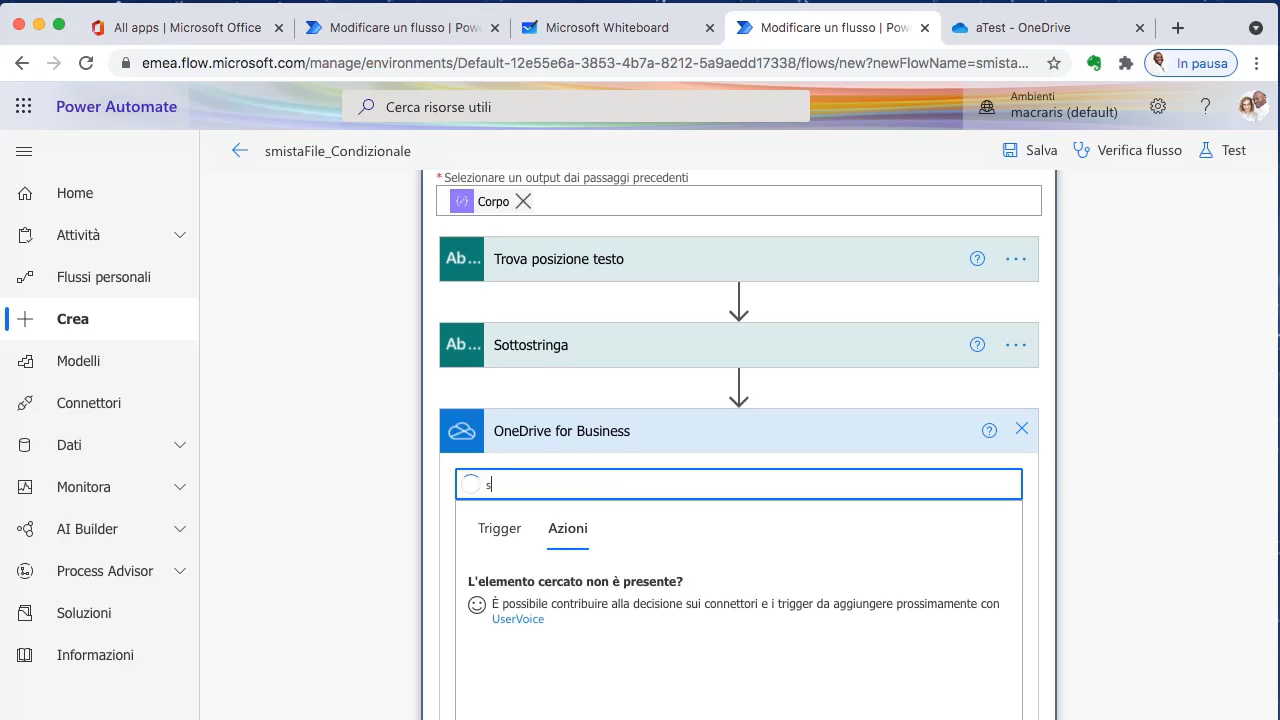 All apps | Microsoft Office
Modificare un flusso | Powe
Microsoft Whiteboard
Modificare un flusso | Powe
aTest - OneDrive
emea.flow.microsoft.com/manage/environments/Default-12e55e6a-3853-4b7a-8212-5a9aedd17338/flows/new?newFlowName=smista...
In pausa
Power Automate
Cerca risorse utili
Ambienti
macraris (default)
smistaFile_Condizionale
Salva
Verifica flusso
Test
Home
Attività
Flussi personali
Crea
Modelli
Connettori
Dati
Monitora
AI Builder
Process Advisor
Soluzioni
Informazioni
* Selezionare un output dai passaggi precedenti
Corpo
Ab... Trova posizione testo
Ab... Sottostringa
OneDrive for Business
s
Trigger Azioni
L'elemento cercato non è presente?
È possibile contribuire alla decisione sui connettori e i trigger da aggiungere prossimamente con
UserVoice